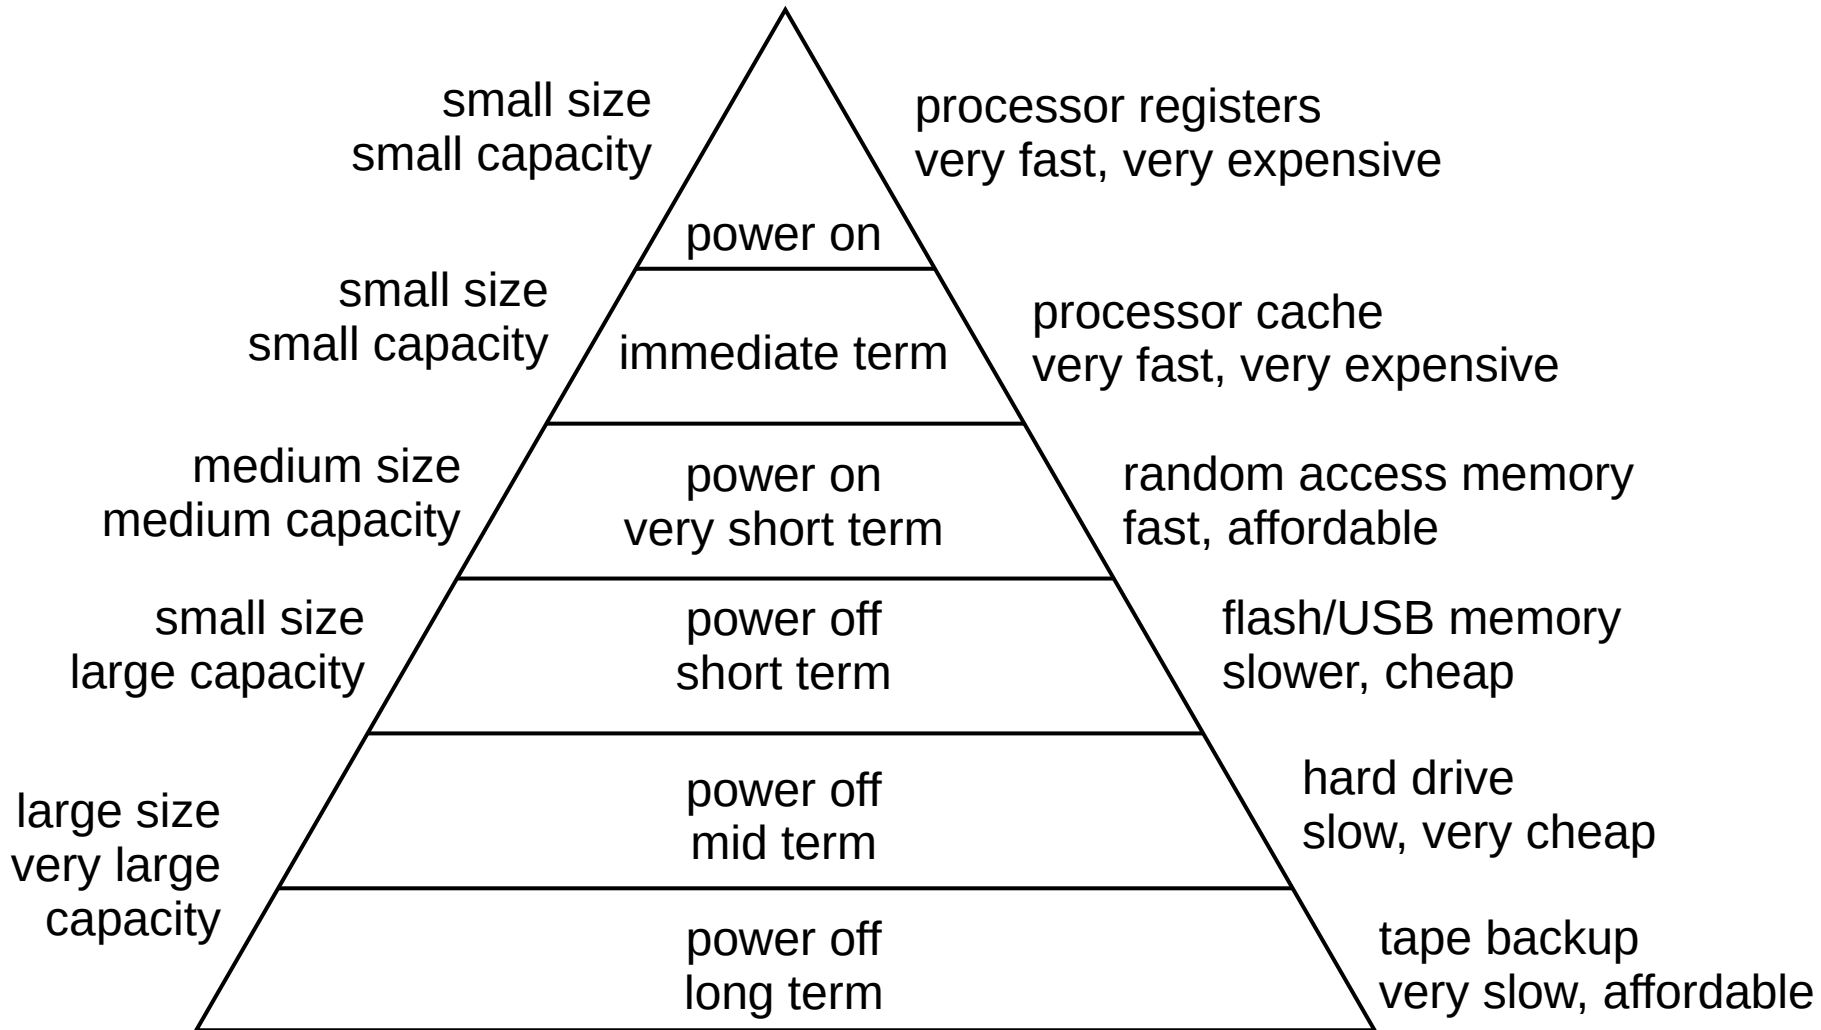 small size
small capacity
processor registers
very fast, very expensive
power on
small size
small capacity
immediate term
processor cache
very fast, very expensive
medium size
medium capacity
power on
very short term
random access memory
fast, affordable
small size
large capacity
power off
short term
flash/USB memory
slower, cheap
large size
very large
capacity
power off
mid term
hard drive
slow, very cheap
power off
long term
tape backup
very slow, affordable